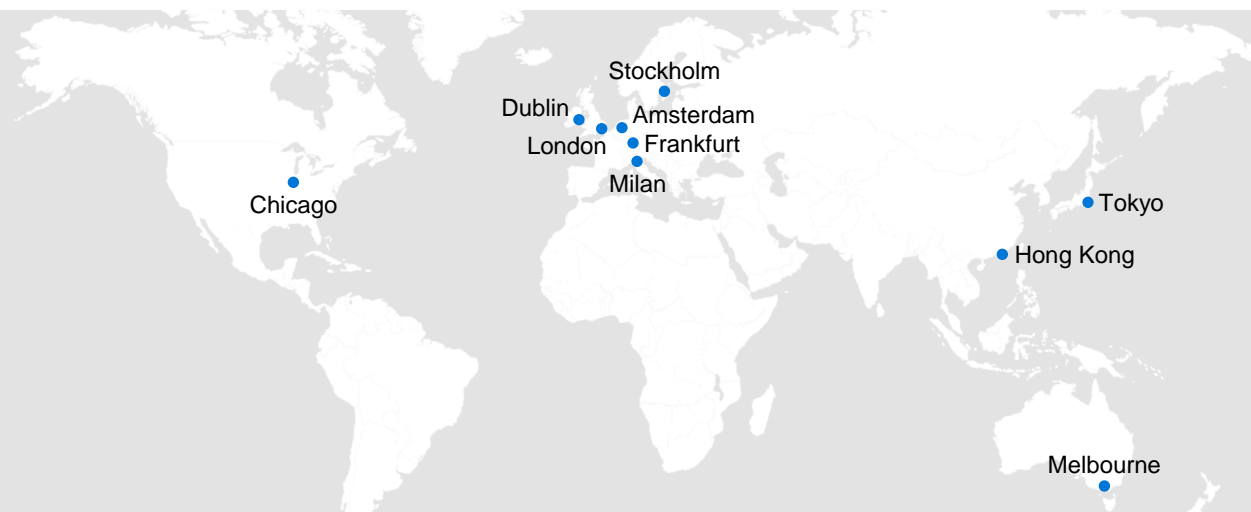 Stockholm
Dublin
Amsterdam
London
Frankfurt
Milan
Chicago
Tokyo
Hong Kong
Melbourne